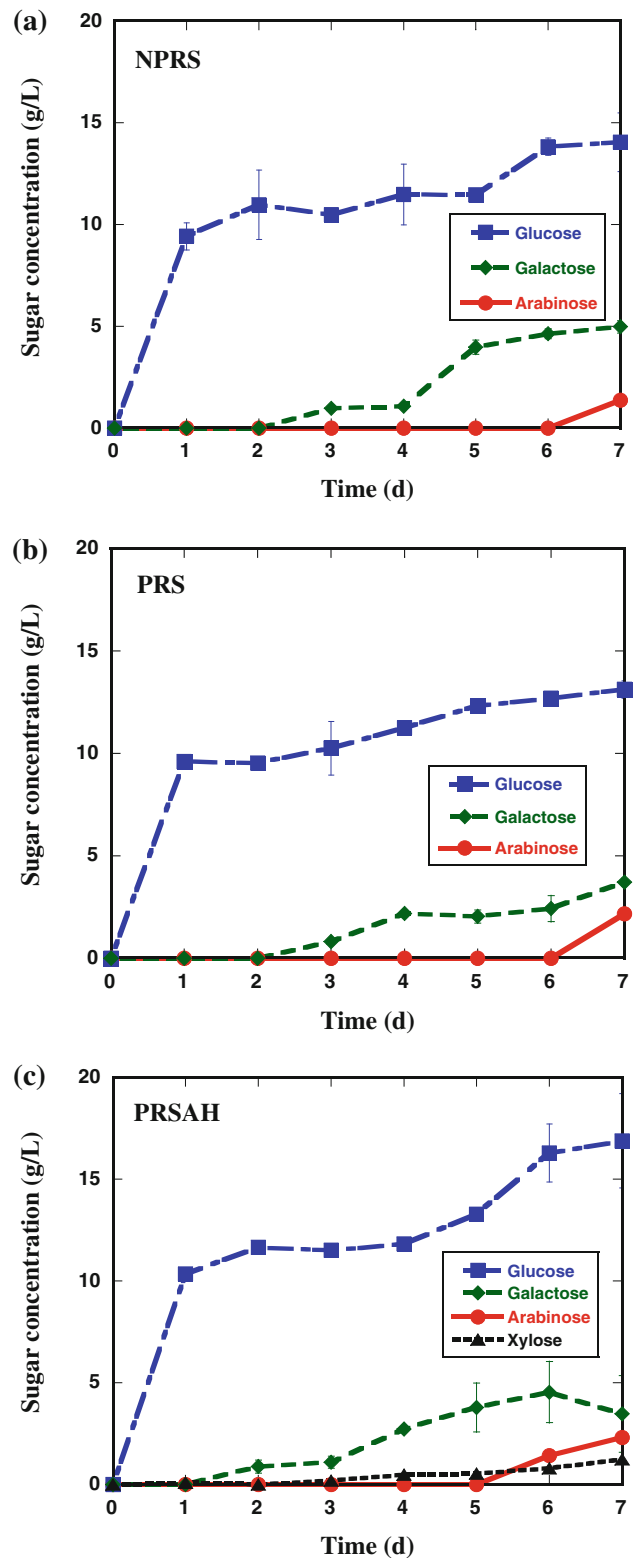 (a)
NPRS
20
15
10
5
0
Sugar concentration (g/L)
Glucose
Galactose
Arabinose
0 1 2 3 4 5 6 7
Time (d)
(b)
PRS
20
15
10
5
0
Sugar concentration (g/L)
Glucose
Galactose
Arabinose
0 1 2 3 4 5 6 7
Time (d)
(c)
PRSAH
20
15
10
5
0
Sugar concentration (g/L)
Glucose
Galactose
Arabinose
Xylose
0 1 2 3 4 5 6 7
Time (d)